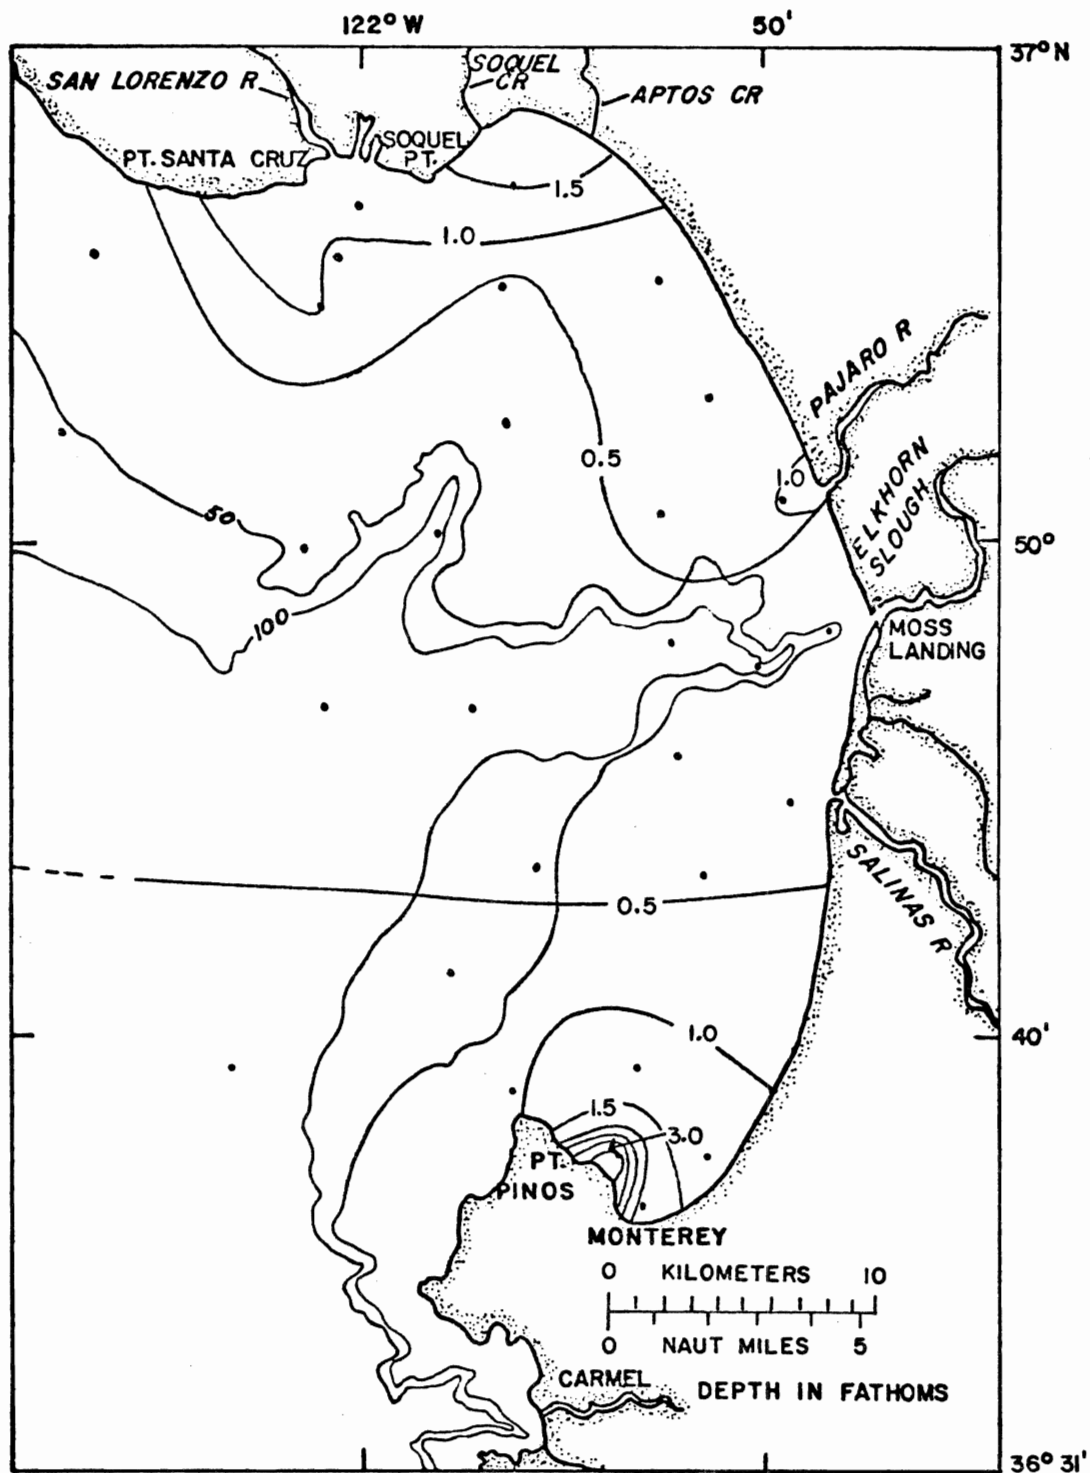 122° W
50'
37° N
SAN LORENZO R
SOQUEL
CR
APTOS CR
PT. SANTA CRUZ
SOQUEL
PT.
1.5
1.0
PAJARO R
0.5
1.0
ELKHORN
SLOUGH
50
50°
100
MOSS
LANDING
SALINAS R
0.5
1.0
40'
1.5
3.0
PT.
PINOS
MONTEREY
0 KILOMETERS 10
0 NAUT MILES 5
CARMEL
DEPTH IN FATHOMS
36° 31'